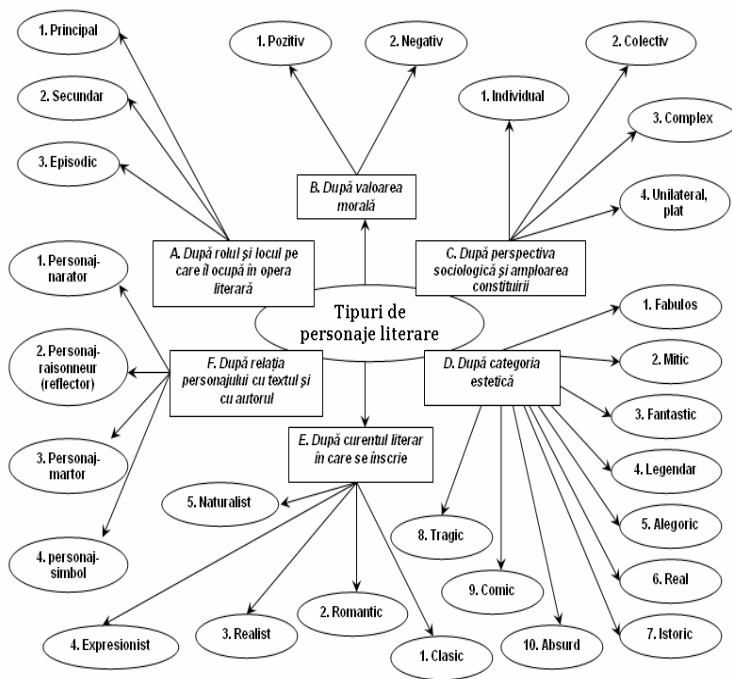 Tipuri de
personaje literare
A. După rolul și locul pe
care îl ocupă în opera
literară
1. Principal
2. Secundar
3. Episodic
B. După valoarea
morală
1. Pozitiv
2. Negativ
C. După perspectiva
sociologică și amploarea
constituirii
1. Individual
2. Colectiv
3. Complex
4. Unilateral,
plat
D. După categoria
estetică
1. Fabulos
2. Mitic
3. Fantastic
4. Legendar
5. Alegoric
6. Real
7. Istoric
8. Tragic
9. Comic
10. Absurd
E. După curentul literar
în care se înscrie
1. Clasic
2. Romantic
3. Realist
4. Expresionist
5. Naturalist
F. După relația
personajului cu textul și
cu autorul
1. Personaj-
narator
2. Personaj-
raisonneur
(reflector)
3. Personaj-
martor
4. personaj-
simbol